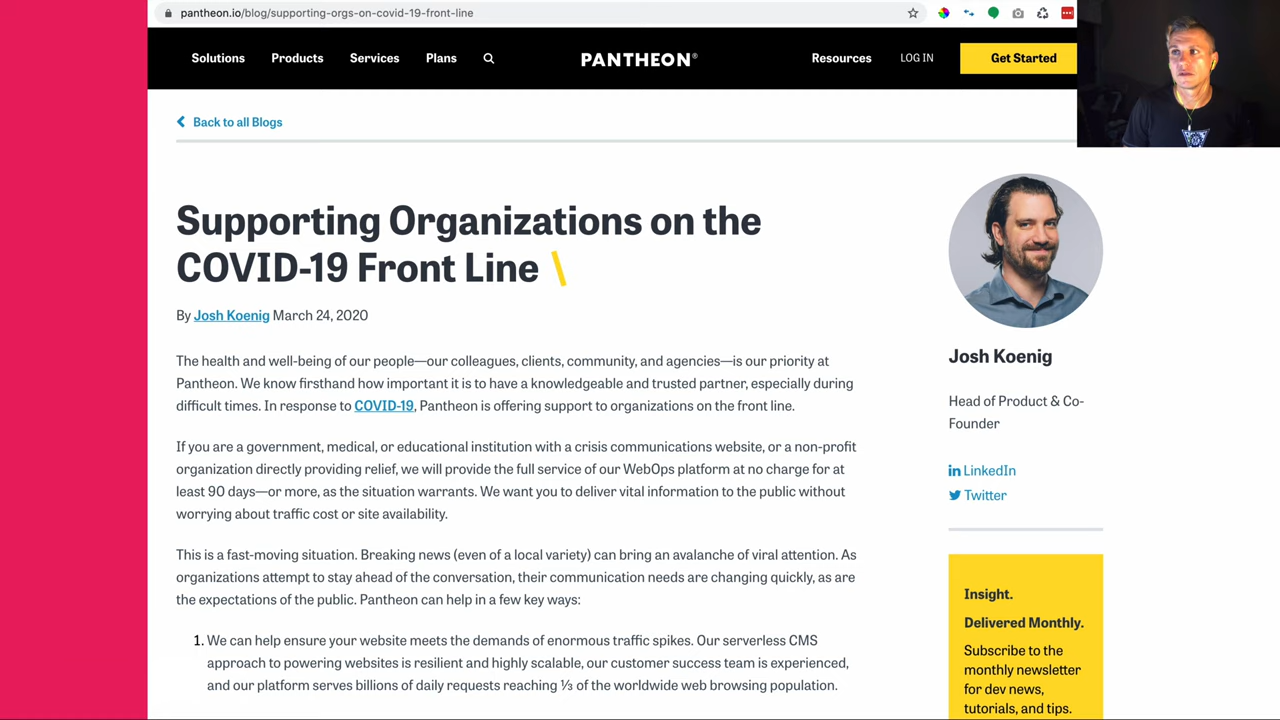 pantheon.io/blog/supporting-orgs-on-covid-19-front-line
Solutions Products Services Plans PANTHEON® Resources LOG IN Get Started
Back to all Blogs
Supporting Organizations on the
COVID-19 Front Line \
By Josh Koenig March 24, 2020
The health and well-being of our people—our colleagues, clients, community, and agencies—is our priority at
Pantheon. We know firsthand how important it is to have a knowledgeable and trusted partner, especially during
difficult times. In response to COVID-19, Pantheon is offering support to organizations on the front line.
If you are a government, medical, or educational institution with a crisis communications website, or a non-profit
organization directly providing relief, we will provide the full service of our WebOps platform at no charge for at
least 90 days—or more, as the situation warrants. We want you to deliver vital information to the public without
worrying about traffic cost or site availability.
This is a fast-moving situation. Breaking news (even of a local variety) can bring an avalanche of viral attention. As
organizations attempt to stay ahead of the conversation, their communication needs are changing quickly, as are
the expectations of the public. Pantheon can help in a few key ways:
1. We can help ensure your website meets the demands of enormous traffic spikes. Our serverless CMS
approach to powering websites is resilient and highly scalable, our customer success team is experienced,
and our platform serves billions of daily requests reaching ⅓ of the worldwide web browsing population.
Josh Koenig
Head of Product & Co-
Founder
in LinkedIn
Twitter
Insight.
Delivered Monthly.
Subscribe to the
monthly newsletter
for dev news,
tutorials, and tips.